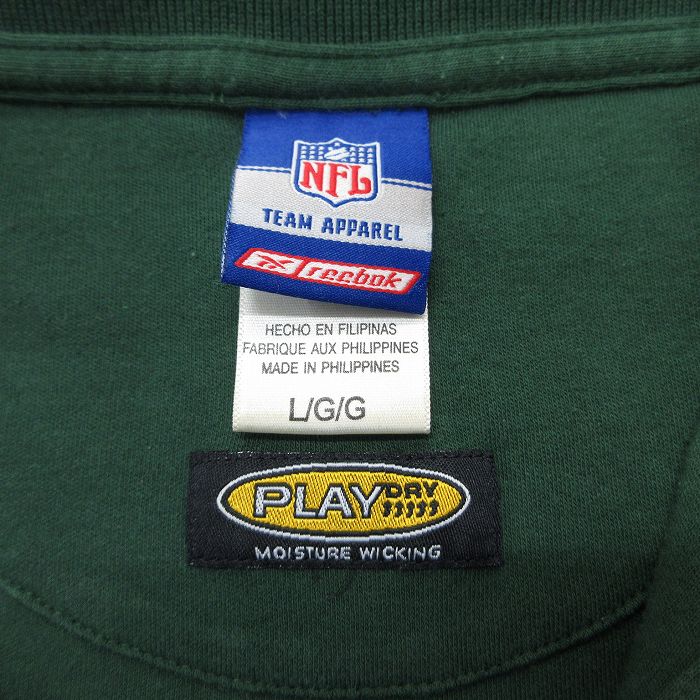 NFL
TEAM APPAREL
Reebok
HECHO EN FILIPINAS
FABRIQUE AUX PHILIPPINES
MADE IN PHILIPPINES
L/G/G
PLAY DRY
MOISTURE WICKING